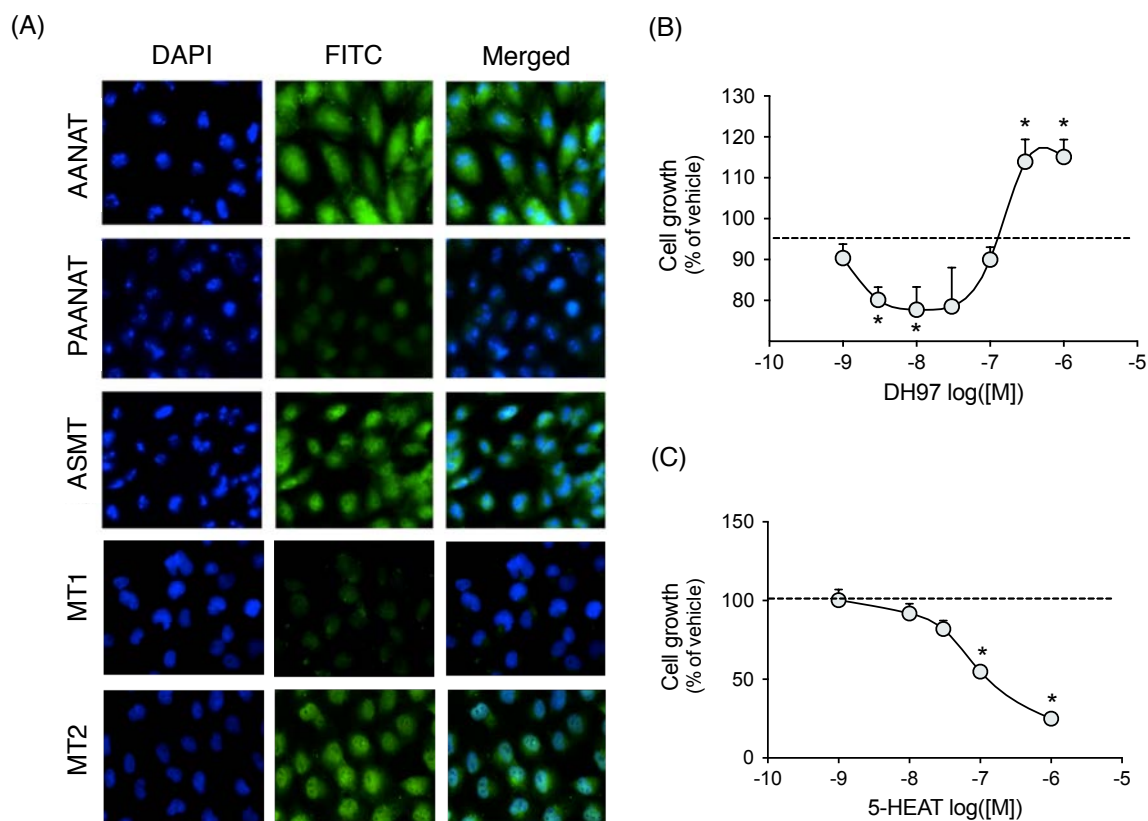 (A)
DAPI
FITC
Merged
AANAT
PAANAT
ASMT
MT1
MT2
(B)
130
120
110
100
90
80
Cell growth
(% of vehicle)
*
*
*
*
-10
-9
-8
-7
-6
-5
DH97 log([M])
(C)
150
100
50
0
Cell growth
(% of vehicle)
*
*
-10
-9
-8
-7
-6
-5
5-HEAT log([M])